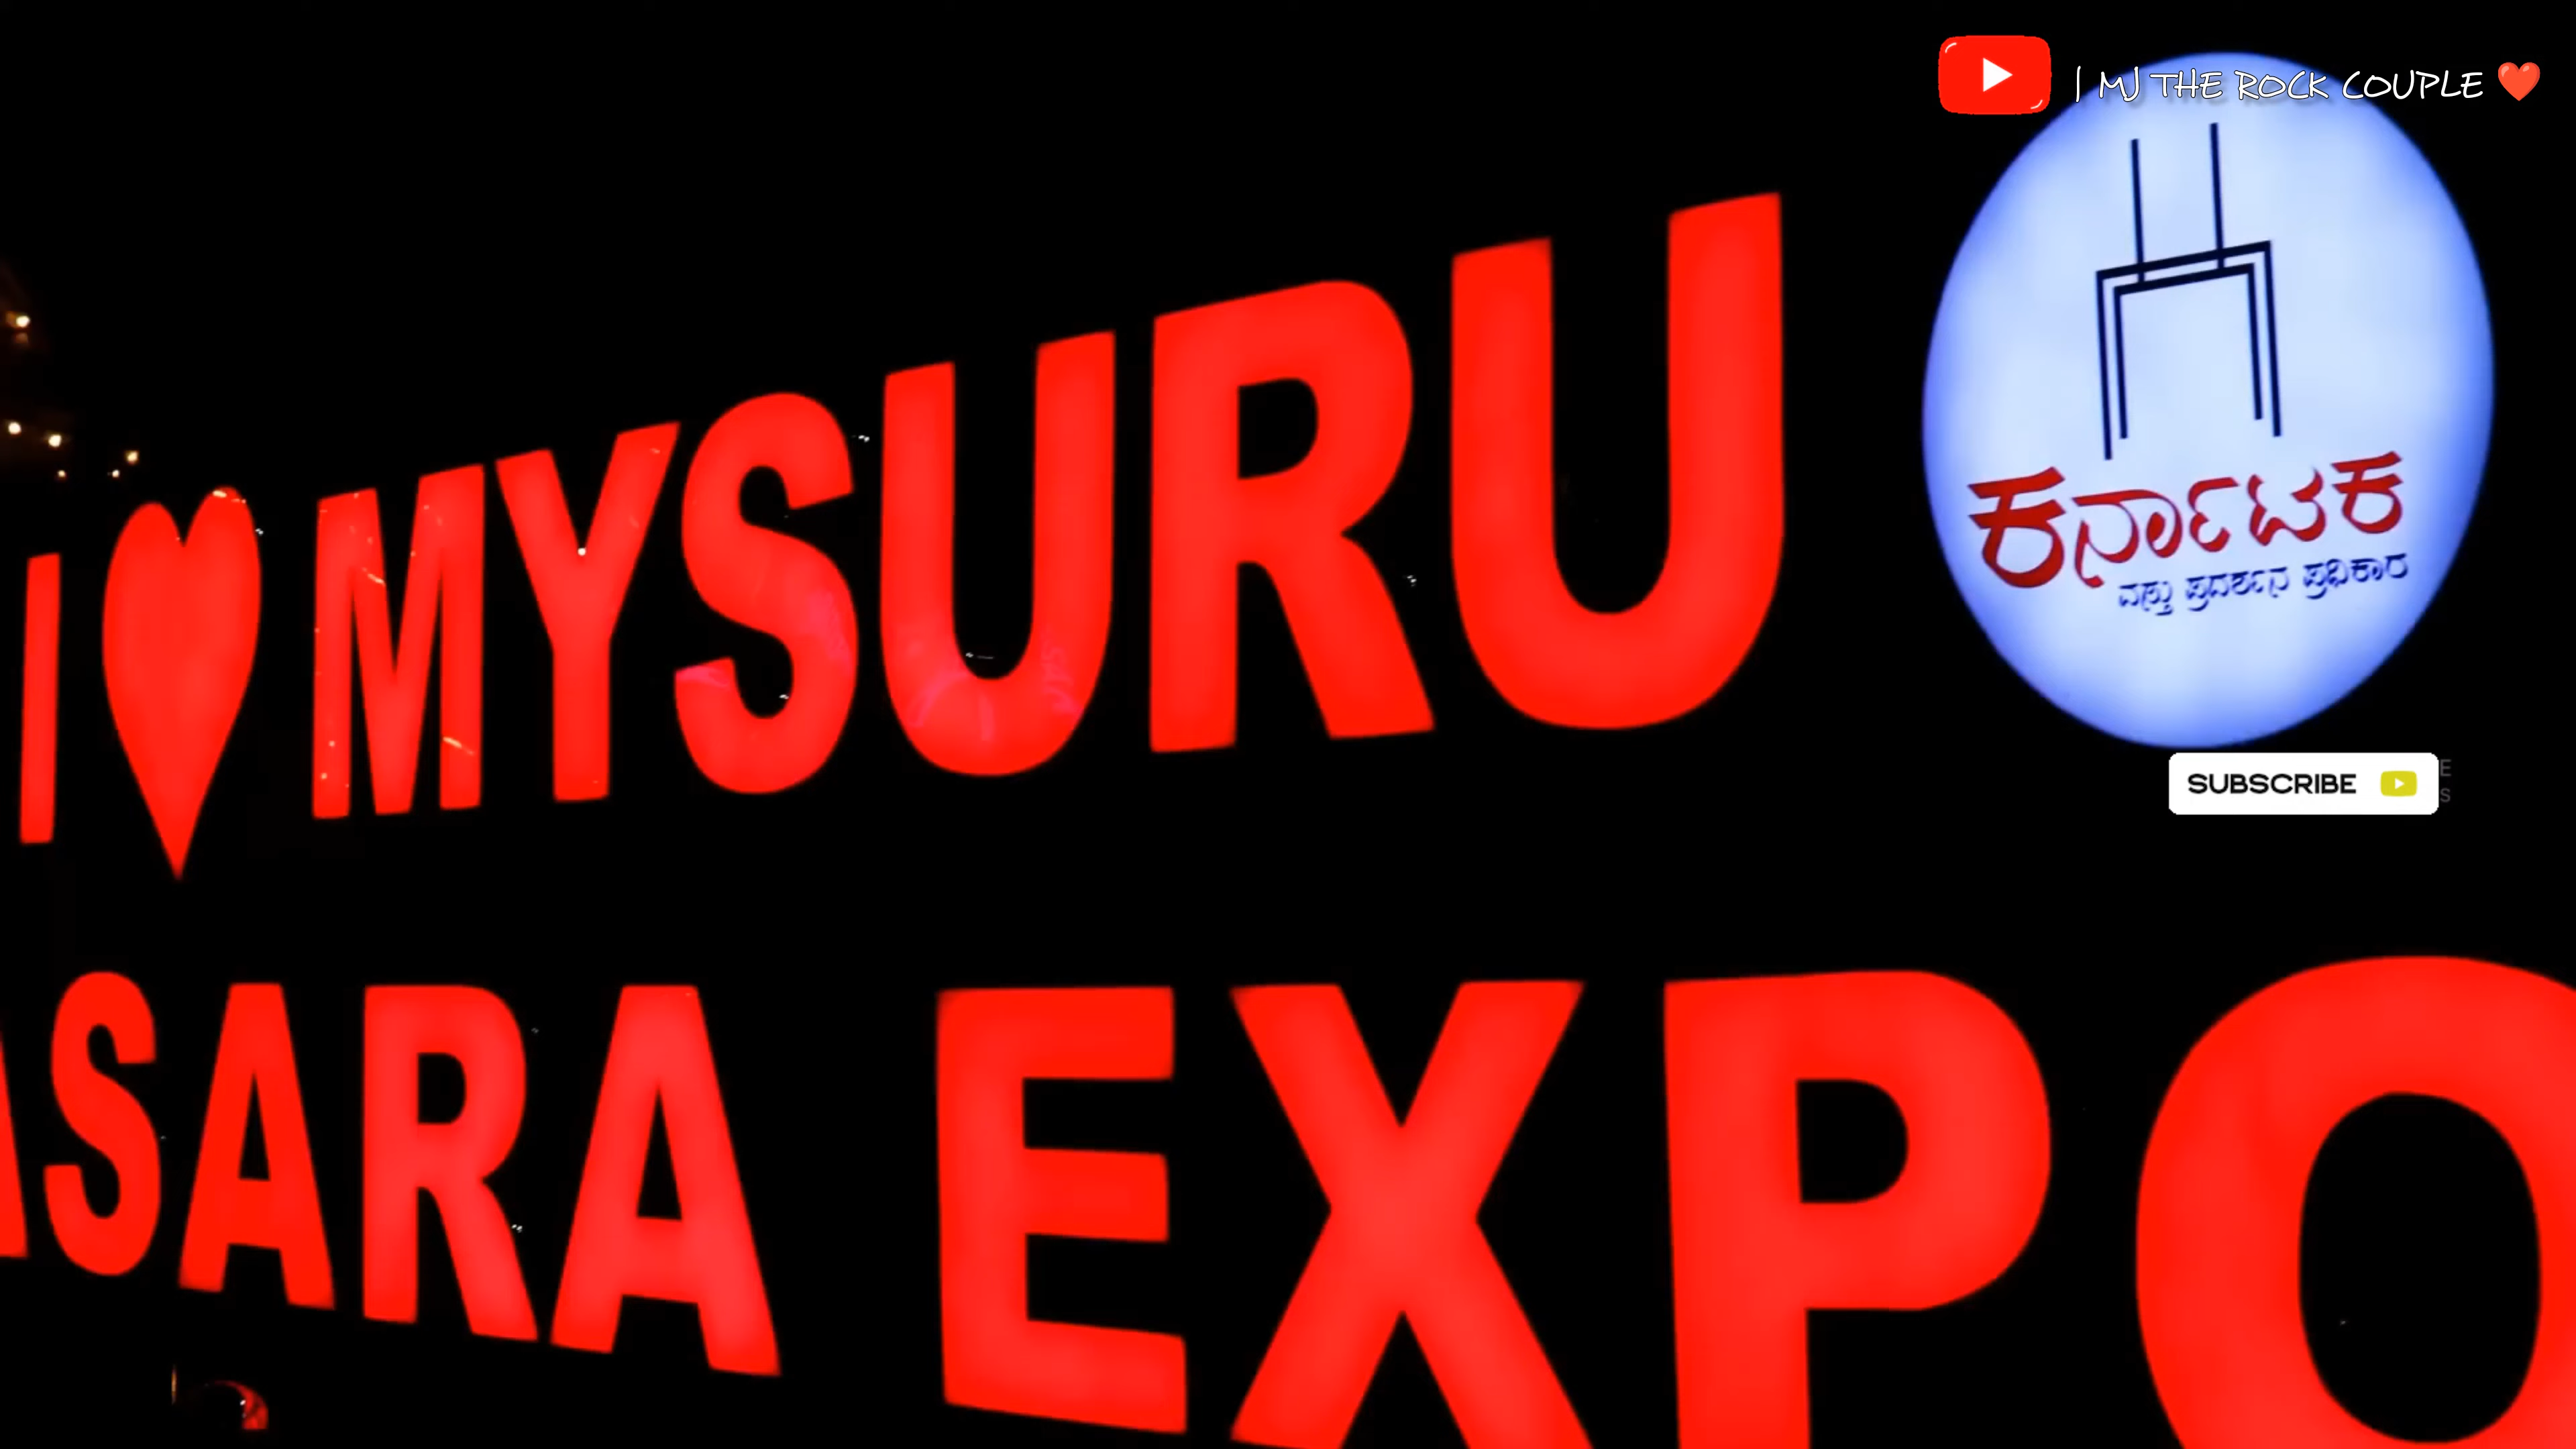 | MJ THE ROCK COUPLE ❤️
I ♥ MYSURU
ಕರ್ನಾಟಕ
ವಸ್ತು ಪ್ರದರ್ಶನ ಪ್ರಾಧಿಕಾರ
SUBSCRIBE
ASARA EXPO